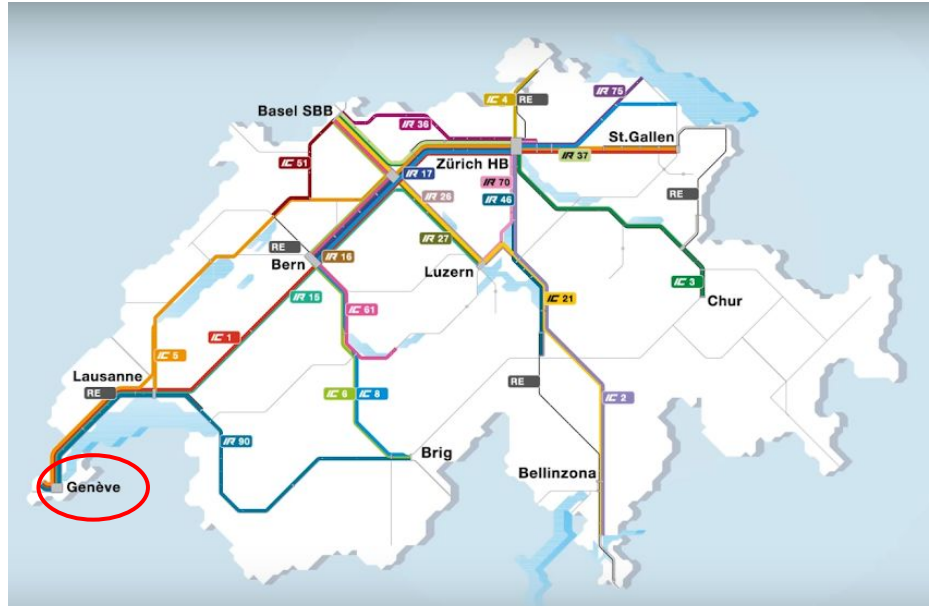 IR 75
IC 4 RE
Basel SBB
IR 36
St.Gallen
IR 37
IC 51
Zürich HB
IR 17
IR 70
IR 26
IR 46
RE
IR 27
RE
Bern
IR 16
Luzern
IC 3
Chur
IR 15
IC 61
IC 21
IC 1
IC 5
Lausanne
RE
RE
IC 6
IC 8
IC 2
IR 90
Brig
Bellinzona
Genève